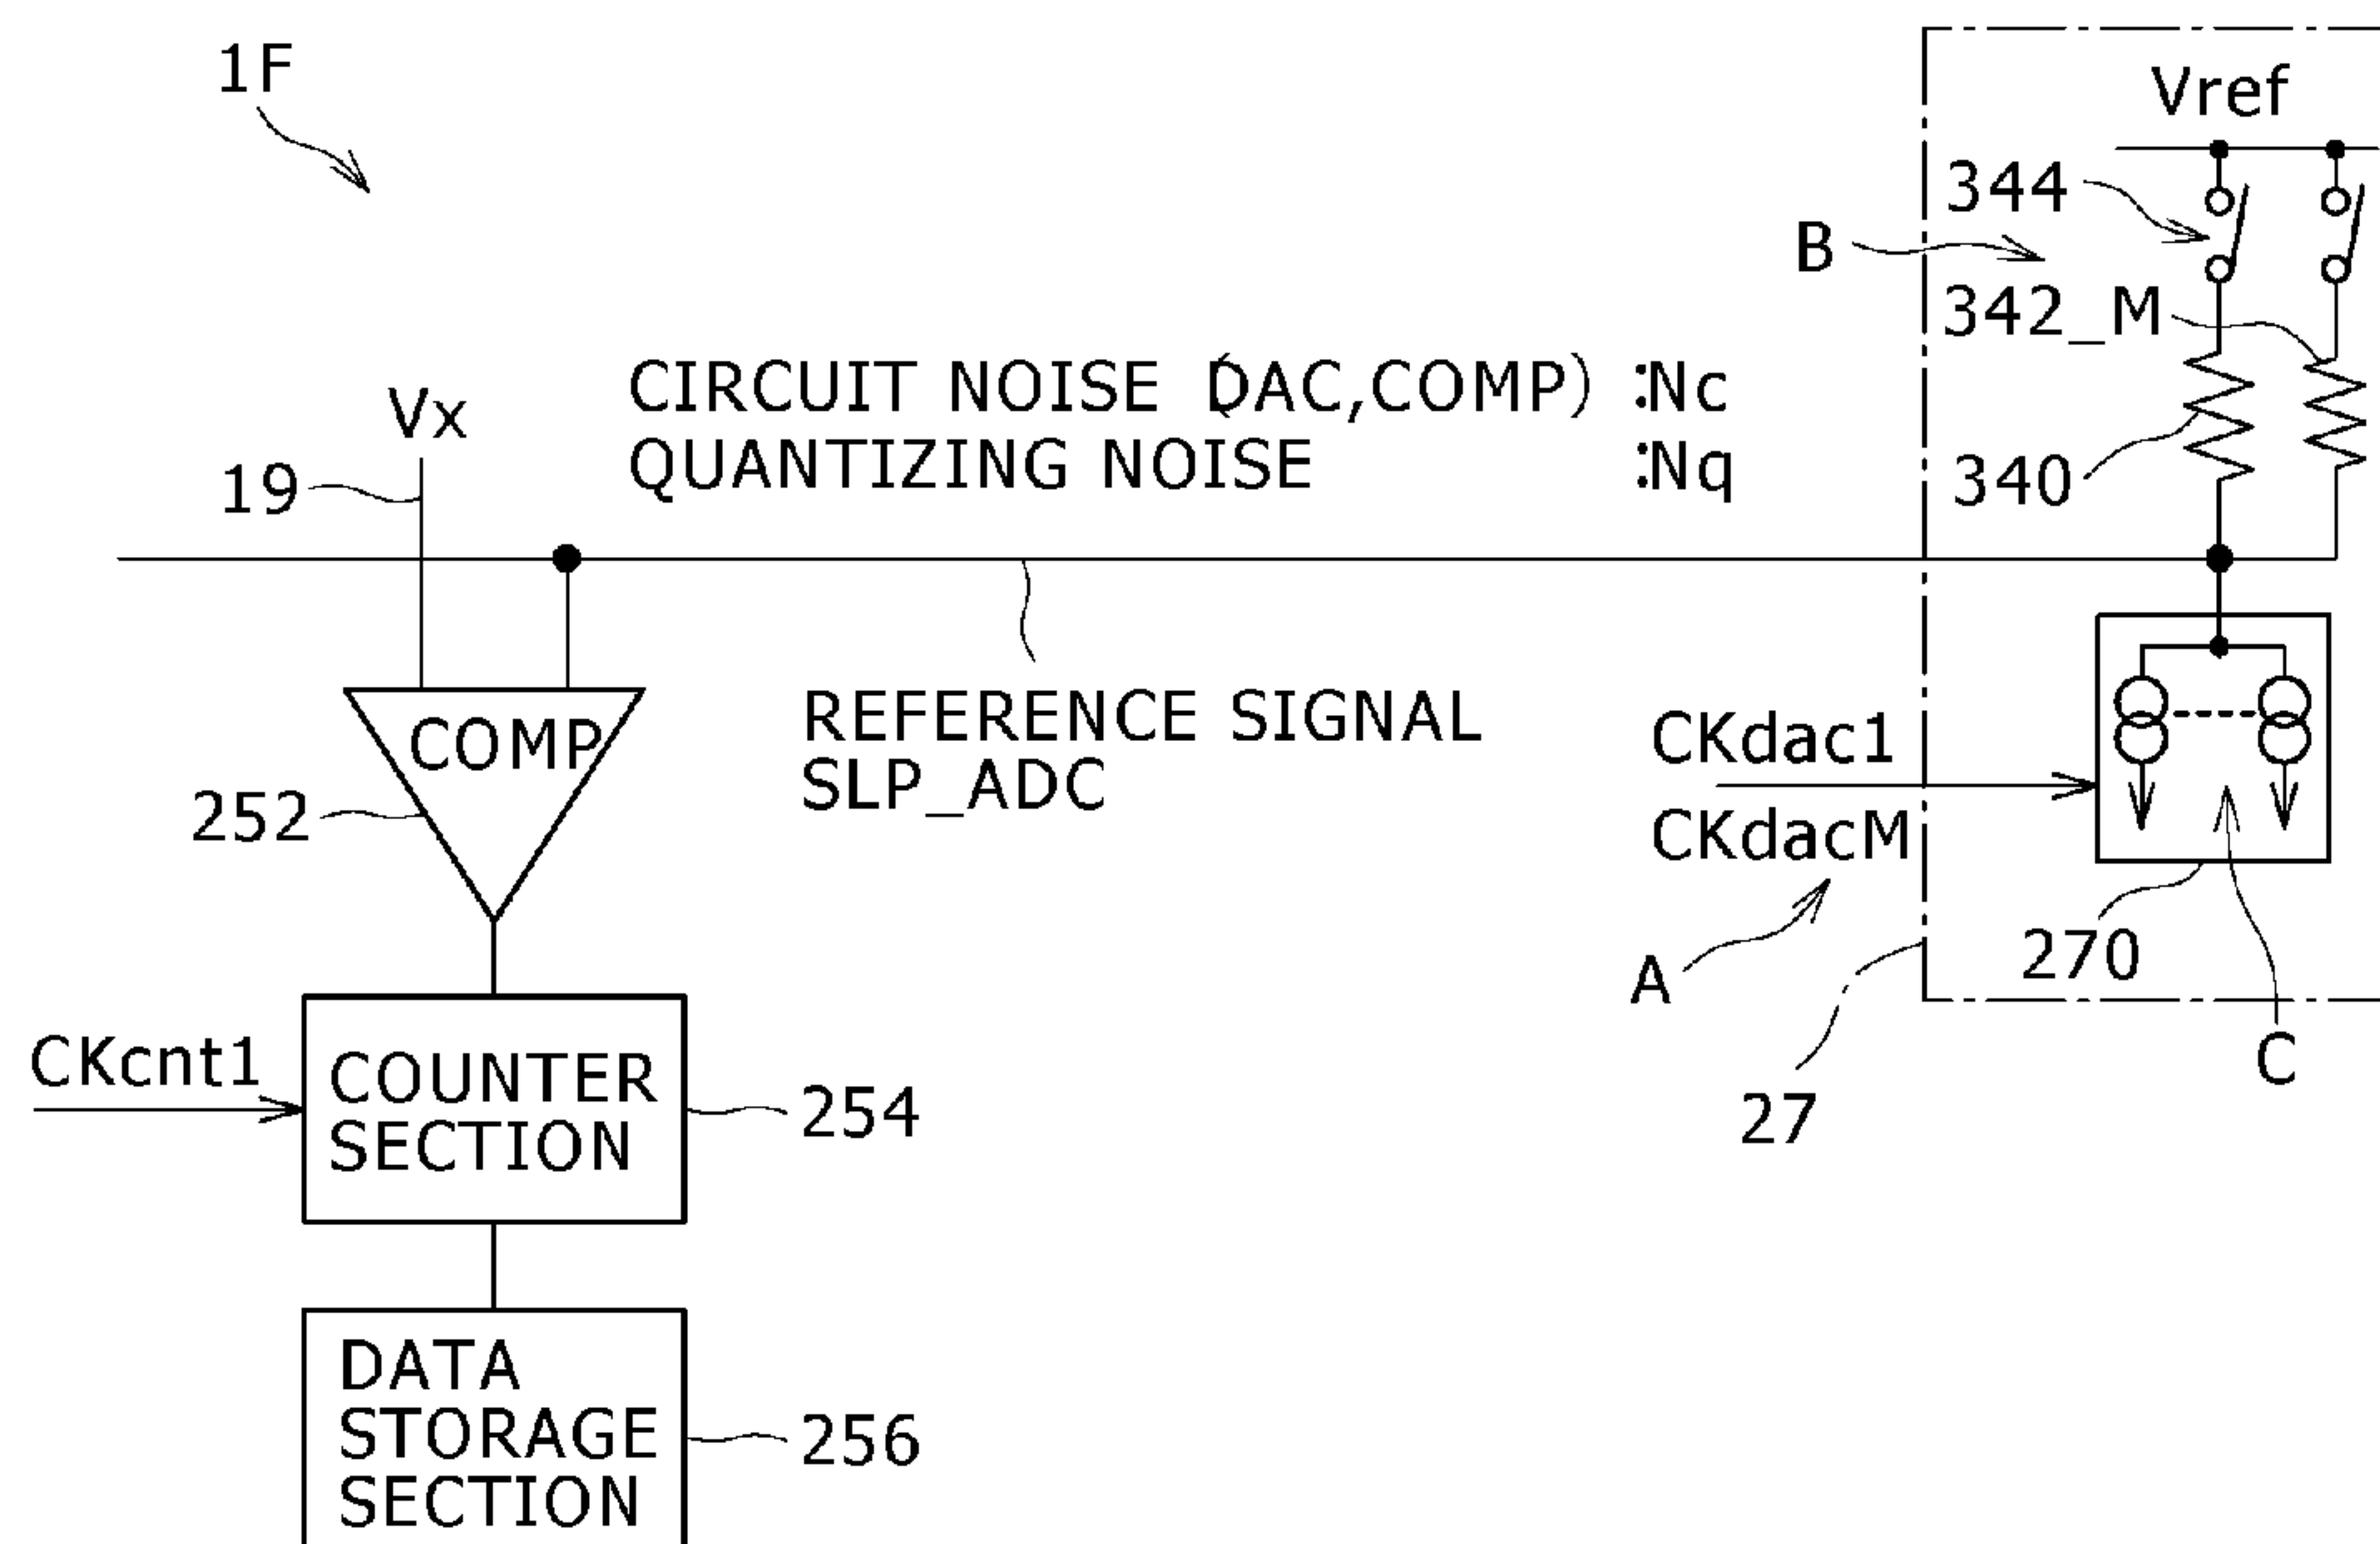 1F
Vref
344
B
342_M
CIRCUIT NOISE (DAC,COMP) :Nc
Vx
QUANTIZING NOISE :Nq
19
340
COMP
REFERENCE SIGNAL
SLP_ADC
CKdac1
252
CKdacM
270
A
CKcnt1
COUNTER
SECTION
254
27
C
DATA
STORAGE
SECTION
256